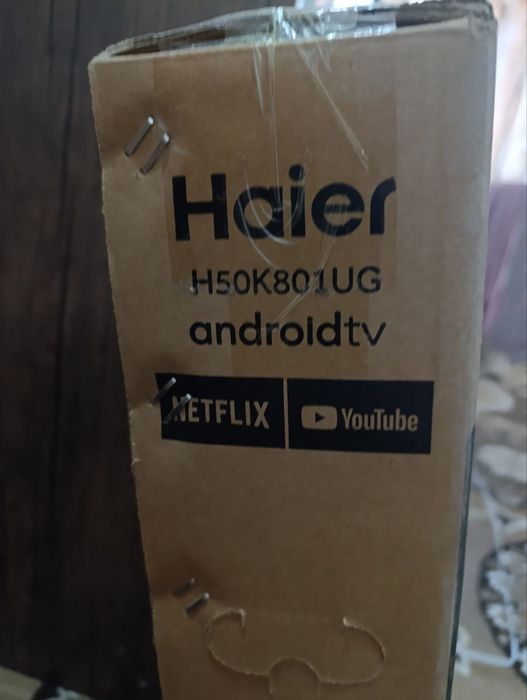 Haier
H50K801UG
androidtv
NETFLIX YouTube